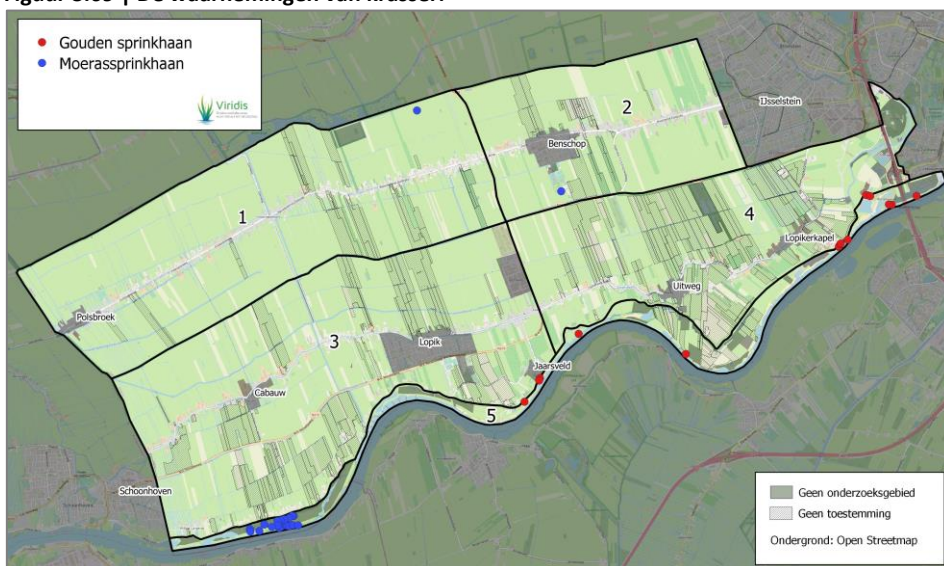 Gouden sprinkhaan
Moerassprinkhaan
Viridis
2
IJsselstein
Benschop
1
4
Lopikerkapel
Uitweg
Polsbroek
3
Lopik
Jaarsveld
Cabauw
5
Schoonhoven
Geen onderzoeksgebied
Geen toestemming
Ondergrond: Open Streetmap